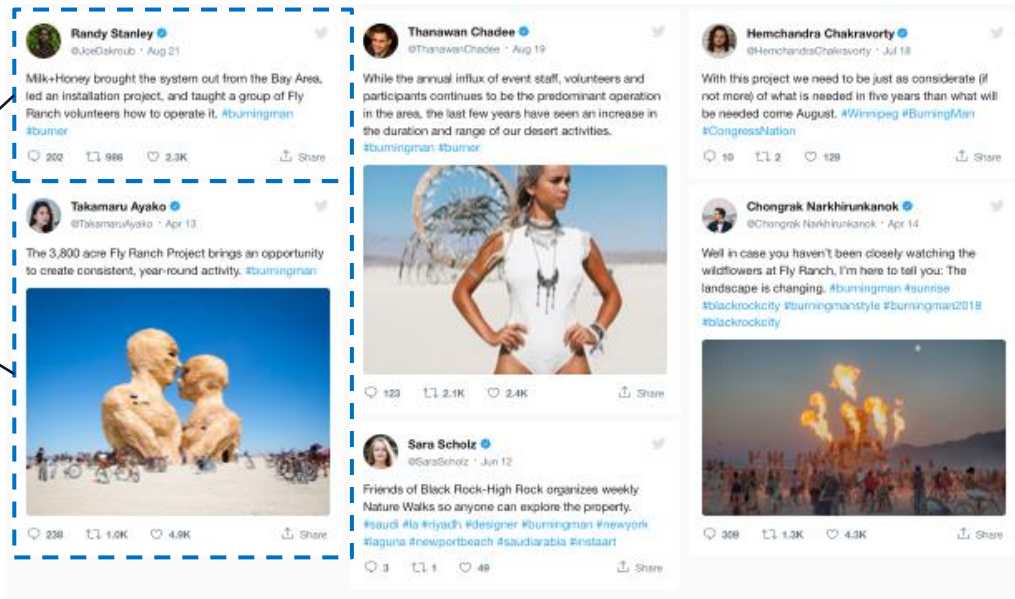 Randy Stanley
@JoeDakroub · Aug 21
Milk+Honey brought the system out from the Bay Area,
led an installation project, and taught a group of Fly
Ranch volunteers how to operate it. #burningman
#burner
202 986 2.3K Share
Takamaru Ayako
@TakamaruAyako · Apr 13
The 3,800 acre Fly Ranch Project brings an opportunity
to create consistent, year-round activity. #burningman
238 1.0K 4.9K Share
Thanawan Chadee
@ThanawanChadee · Aug 19
While the annual influx of event staff, volunteers and
participants continues to be the predominant operation
in the area, the last few years have seen an increase in
the duration and range of our desert activities.
#burningman #burner
123 2.1K 2.4K Share
Sara Scholz
@SaraScholz · Jun 12
Friends of Black Rock-High Rock organizes weekly
Nature Walks so anyone can explore the property.
#saudi #la #riyadh #designer #burningman #newyork
#laguna #newportbeach #saudiarabia #instaart
3 1 49 Share
Hemchandra Chakravorty
@HemchandraChakravorty · Jul 18
With this project we need to be just as considerate (if
not more) of what is needed in five years than what will
be needed come August. #Winnipeg #BurningMan
#CongressNation
10 2 129 Share
Chongrak Narkhirunkanok
@Chongrak Narkhirunkanok · Apr 14
Well in case you haven't been closely watching the
wildflowers at Fly Ranch, I'm here to tell you: The
landscape is changing. #burningman #sunrise
#blackrockcity #burningmanstyle #burningman2018
#blackrockcity
309 1.3K 4.3K Share